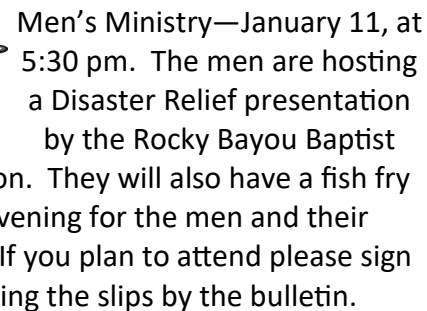 Men's Ministry—January 11, at
5:30 pm.  The men are hosting
a Disaster Relief presentation
by the Rocky Bayou Baptist
on.  They will also have a fish fry
vening for the men and their
If you plan to attend please sign
ing the slips by the bulletin.